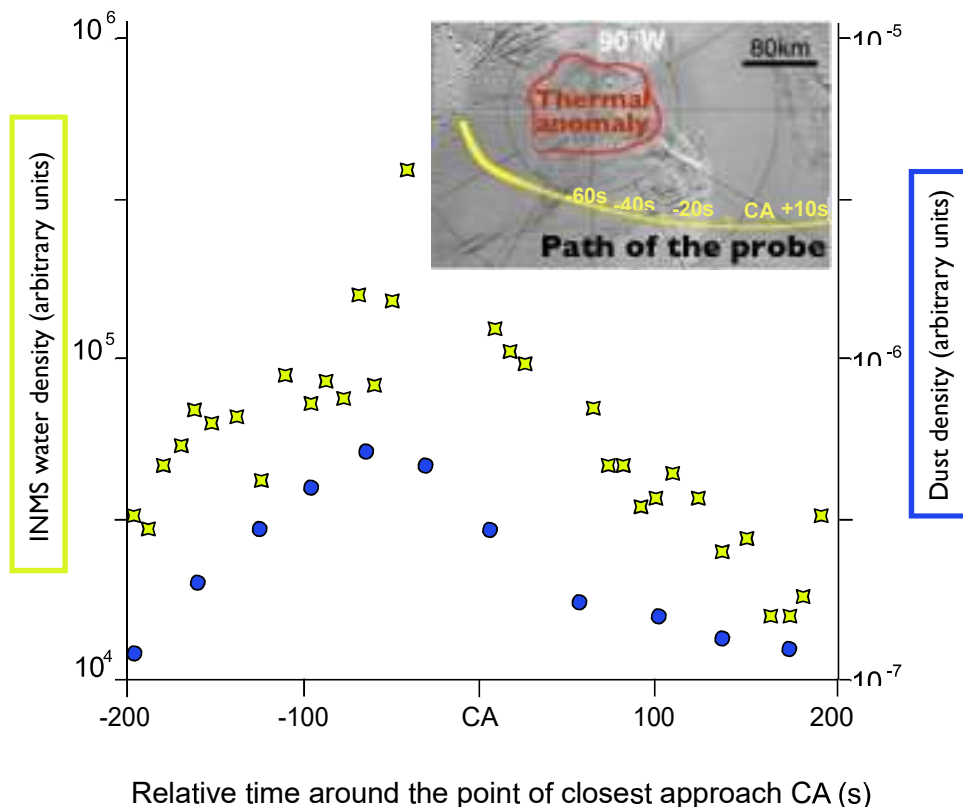 10^6
10^5
10^4
10^-5
10^-6
10^-7
INMS water density (arbitrary units)
Dust density (arbitrary units)
90°W
80km
Thermal
anomaly
-60s -40s -20s CA +10s
Path of the probe
-200 -100 CA 100 200
Relative time around the point of closest approach CA (s)